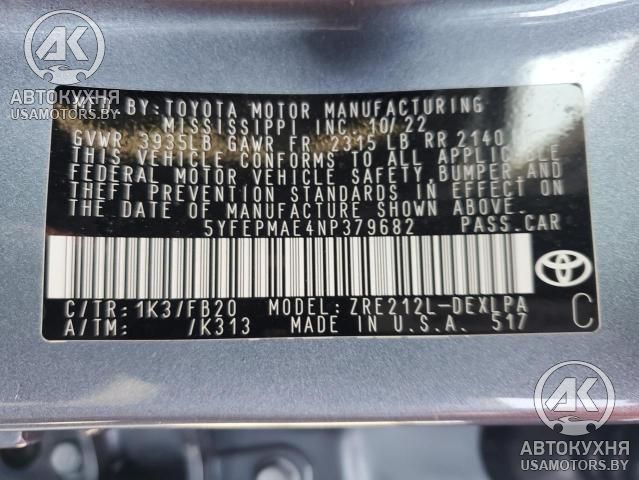 АК
АВТОКУХНЯ
USAMOTORS.BY
MFD. BY: TOYOTA MOTOR MANUFACTURING
MISSISSIPPI INC. 10/22
GVWR 3935LB GAWR FR 2315 LB RR 2140
THIS VEHICLE CONFORMS TO ALL APPLICABLE
FEDERAL MOTOR VEHICLE SAFETY, BUMPER, AND
THEFT PREVENTION STANDARDS IN EFFECT ON
THE DATE OF MANUFACTURE SHOWN ABOVE.
5YFEPMAE4NP379682 PASS.CAR
C/TR: 1K3/FB20 MODEL: ZRE212L-DEXLPA
A/TM: /K313 MADE IN U.S.A. 517
C
АК
АВТОКУХНЯ
USAMOTORS.BY